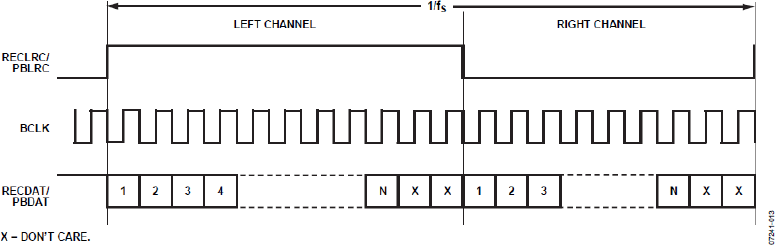 1/fS
LEFT CHANNEL RIGHT CHANNEL
RECLRC/
PBLRC
BCLK
RECDAT/
PBDAT
1 2 3 4 N X X 1 2 3 N X X
X = DON'T CARE.
07241-013